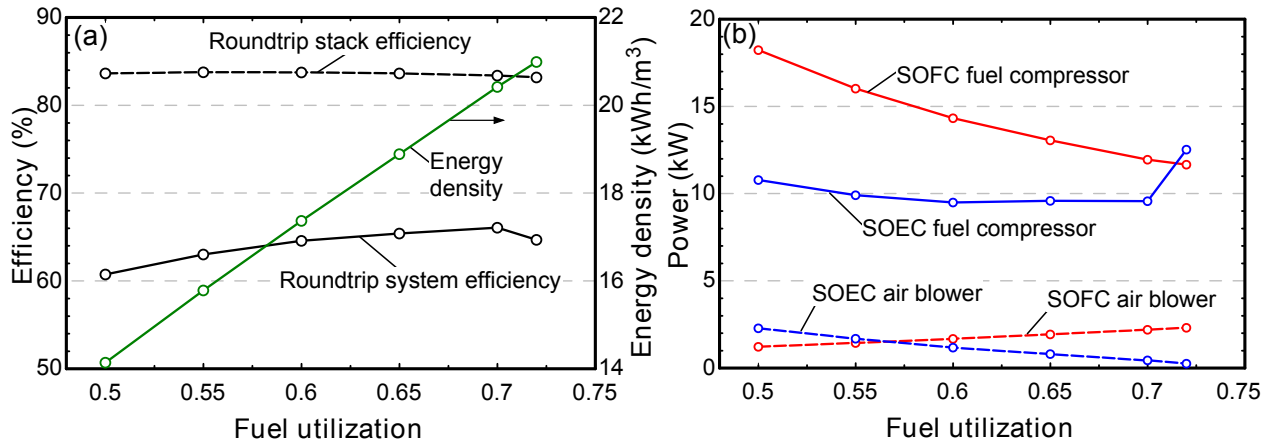 (a)
Roundtrip stack efficiency
Energy
density
Roundtrip system efficiency
Efficiency (%)
90
80
70
60
50
Energy density (kWh/m³)
22
20
18
16
14
0.5 0.55 0.6 0.65 0.7 0.75
Fuel utilization
(b)
SOFC fuel compressor
SOEC fuel compressor
SOEC air blower
SOFC air blower
Power (kW)
20
15
10
5
0
0.5 0.55 0.6 0.65 0.7 0.75
Fuel utilization